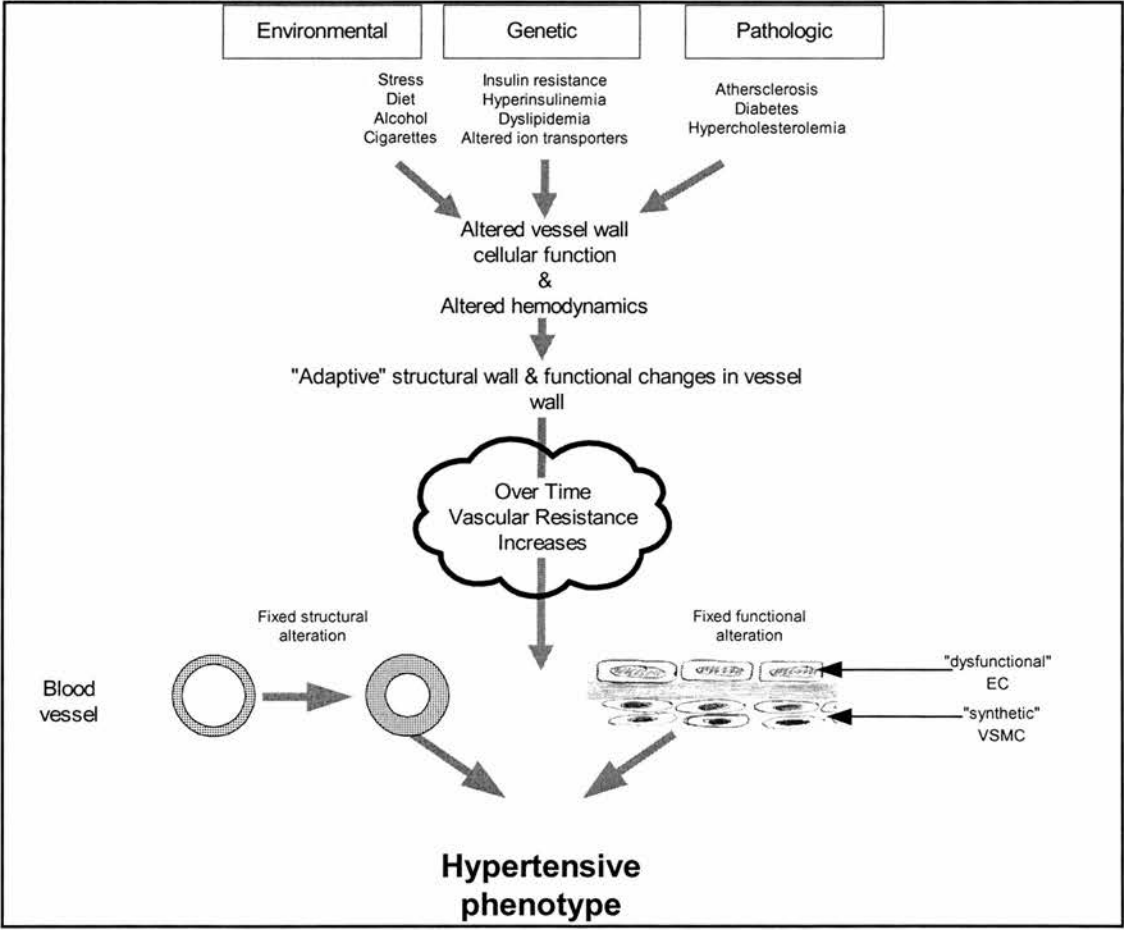 Environmental
Genetic
Pathologic
Stress
Diet
Alcohol
Cigarettes
Insulin resistance
Hyperinsulinemia
Dyslipidemia
Altered ion transporters
Athersclerosis
Diabetes
Hypercholesterolemia
Altered vessel wall
cellular function
&
Altered hemodynamics
"Adaptive" structural wall & functional changes in vessel
wall
Over Time
Vascular Resistance
Increases
Fixed structural
alteration
Fixed functional
alteration
Blood
vessel
"dysfunctional"
EC
"synthetic"
VSMC
Hypertensive
phenotype